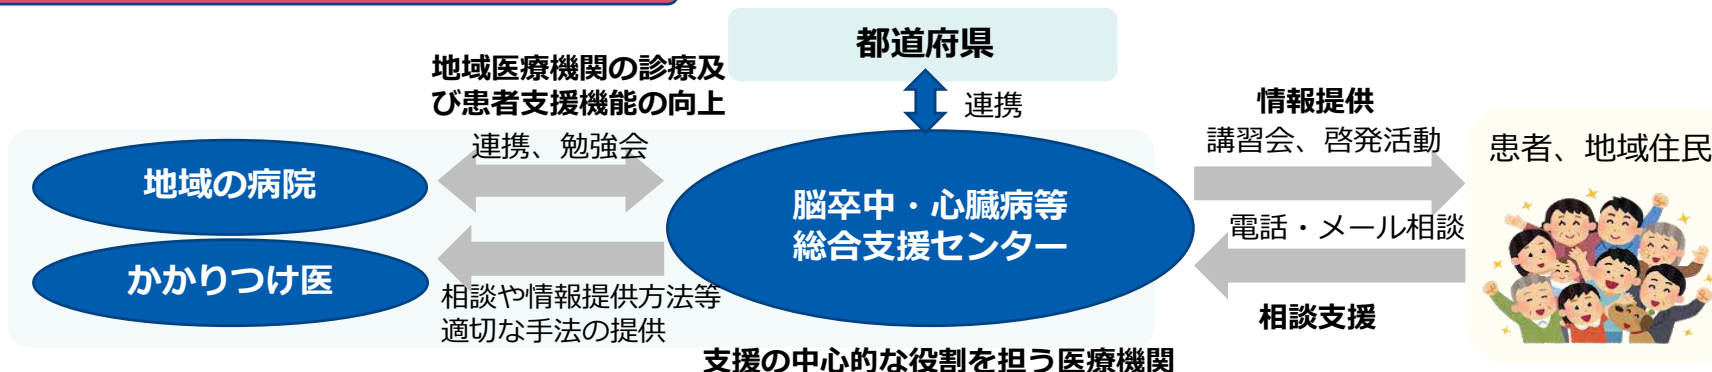 都道府県
地域医療機関の診療及
び患者支援機能の向上
連携
情報提供
連携、勉強会
講習会、啓発活動
患者、地域住民
地域の病院
脳卒中・心臓病等
総合支援センター
電話・メール相談
かかりつけ医
相談や情報提供方法等
適切な手法の提供
相談支援
支援の中心的な役割を担う医療機関